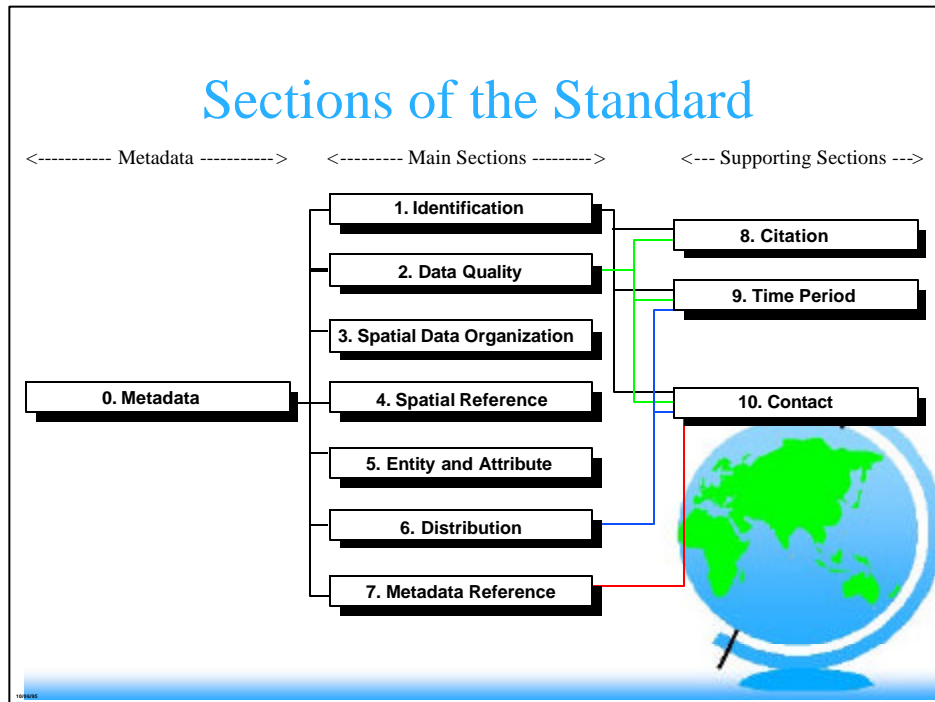 Sections of the Standard
<----------- Metadata ----------->
<--------- Main Sections --------->
<--- Supporting Sections --->
1. Identification
2. Data Quality
3. Spatial Data Organization
0. Metadata
4. Spatial Reference
5. Entity and Attribute
6. Distribution
7. Metadata Reference
8. Citation
9. Time Period
10. Contact